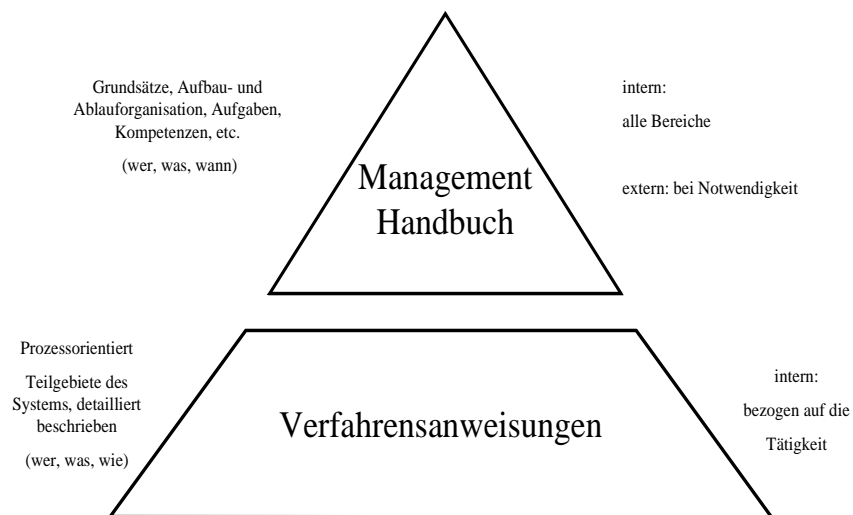 Grundsätze, Aufbau- und
Ablauforganisation, Aufgaben,
Kompetenzen, etc.
(wer, was, wann)
Management
Handbuch
intern:
alle Bereiche
extern: bei Notwendigkeit
Prozessorientiert
Teilgebiete des
Systems, detailliert
beschrieben
(wer, was, wie)
Verfahrensanweisungen
intern:
bezogen auf die
Tätigkeit